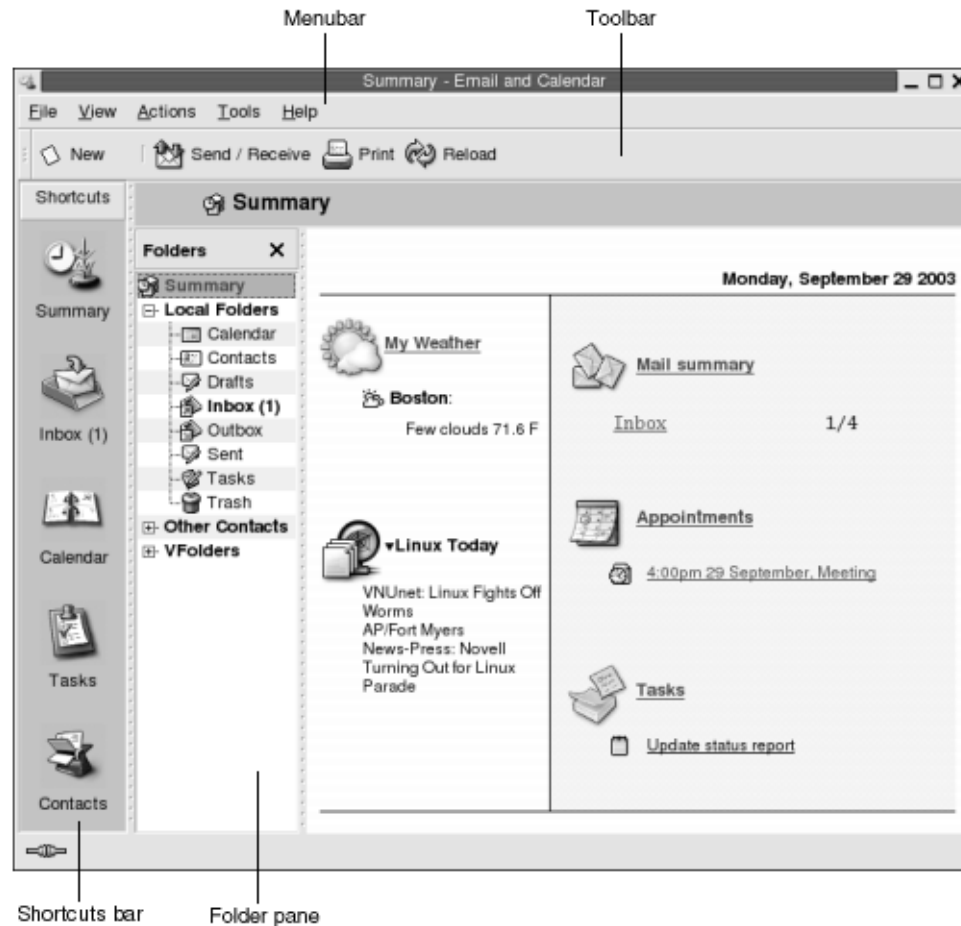 Menubar
Toolbar
Summary - Email and Calendar
File View Actions Tools Help
New Send / Receive Print Reload
Shortcuts
Summary
Inbox (1)
Calendar
Tasks
Contacts
Summary
Folders
Summary
Local Folders
Calendar
Contacts
Drafts
Inbox (1)
Outbox
Sent
Tasks
Trash
Other Contacts
VFolders
Monday, September 29 2003
My Weather
Boston:
Few clouds 71.6 F
Linux Today
VNUnet: Linux Fights Off
Worms
AP/Fort Myers
News-Press: Novell
Turning Out for Linux
Parade
Mail summary
Inbox 1/4
Appointments
4:00pm 29 September, Meeting
Tasks
Update status report
Shortcuts bar
Folder pane